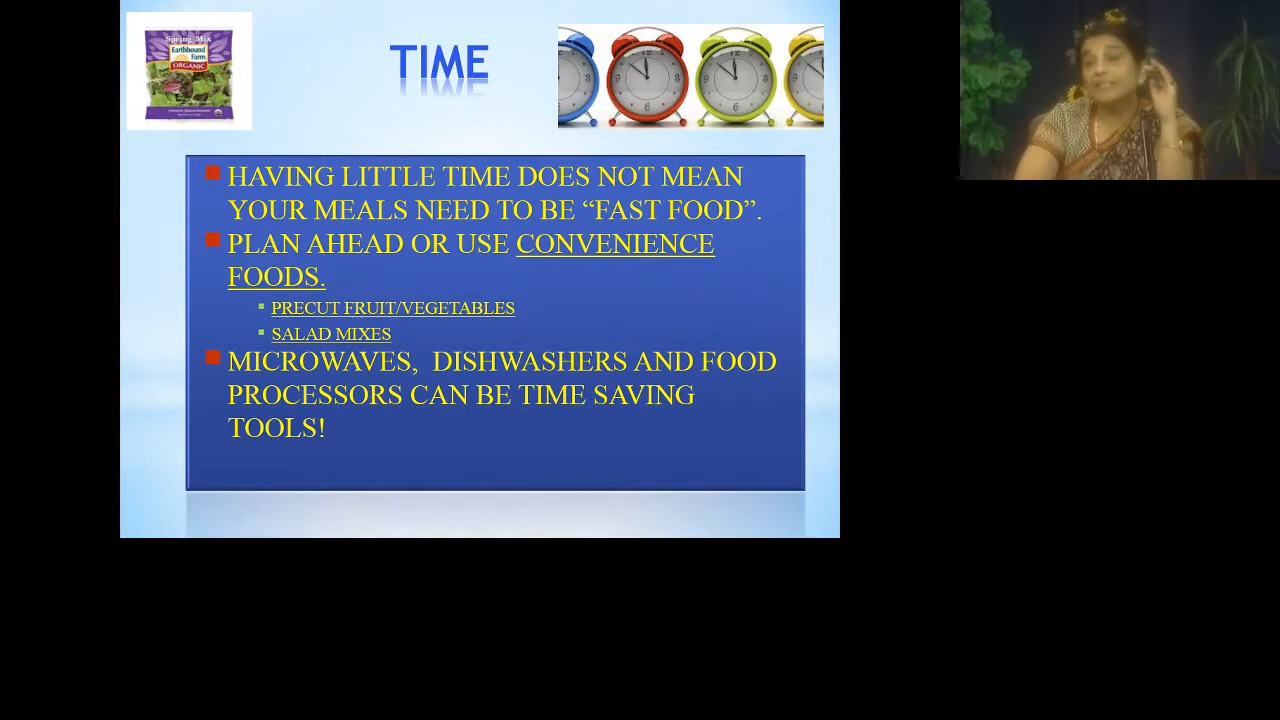 Spring Mix
Earthbound
Farm
ORGANIC
TIME
HAVING LITTLE TIME DOES NOT MEAN
YOUR MEALS NEED TO BE “FAST FOOD”.
PLAN AHEAD OR USE CONVENIENCE
FOODS.
PRECUT FRUIT/VEGETABLES
SALAD MIXES
MICROWAVES, DISHWASHERS AND FOOD
PROCESSORS CAN BE TIME SAVING
TOOLS!